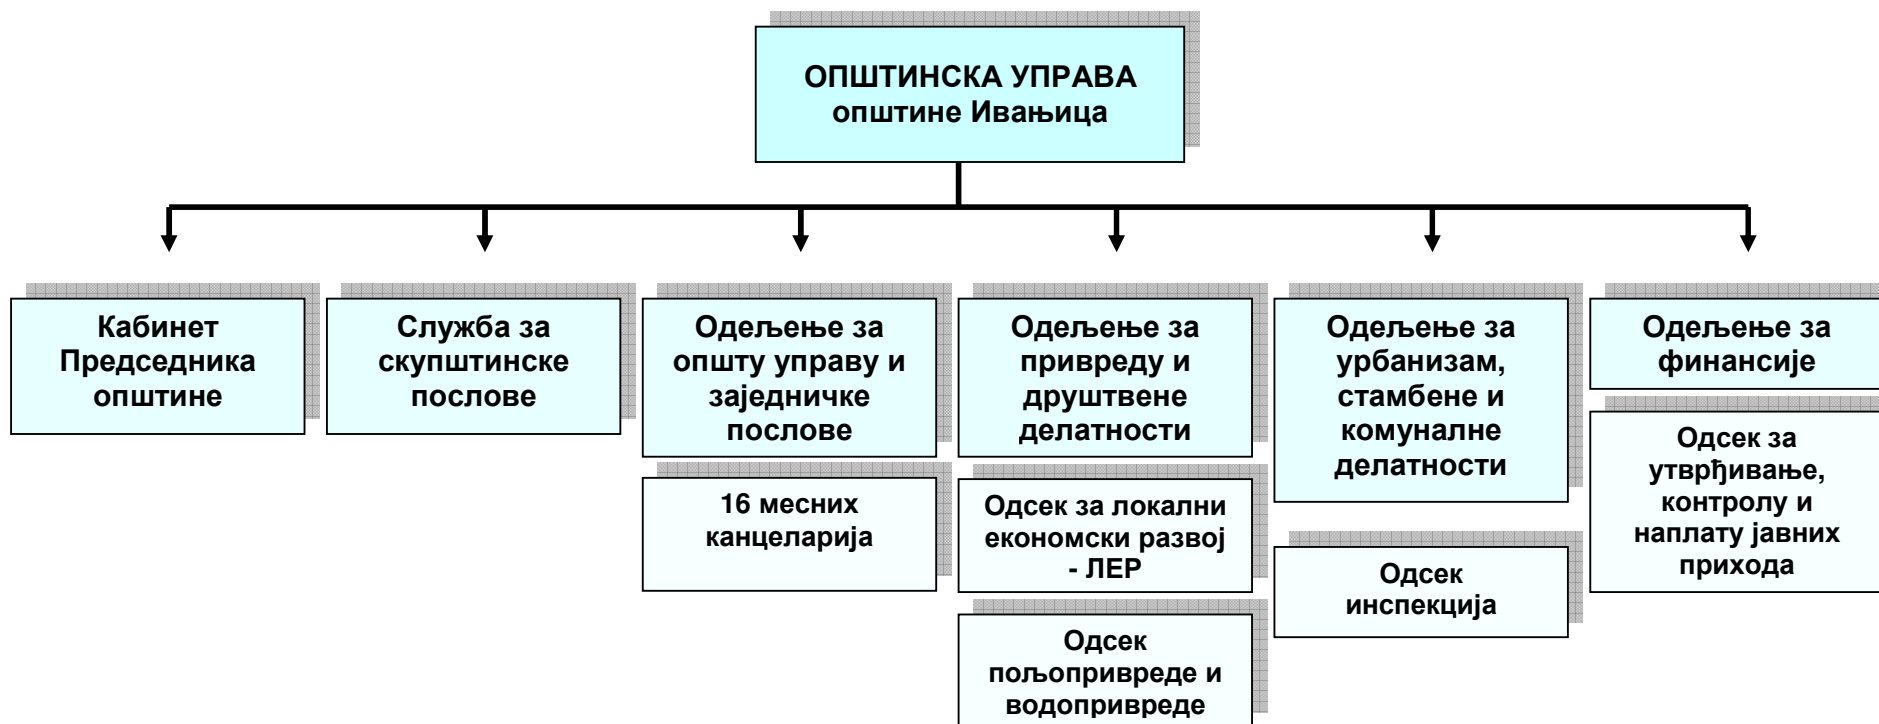 ОПШТИНСКА УПРАВА
општине Ивањица
Кабинет
Председника
општине
Служба за
скупштинске
послове
Одељење за
општу управу и
заједничке
послове
16 месних
канцеларија
Одељење за
привреду и
друштвене
делатности
Одсек за локални
економски развој
- ЛЕР
Одсек
пољопривреде и
водопривреде
Одељење за
урбанизам,
стамбене и
комуналне
делатности
Одсек
инспекција
Одељење за
финансије
Одсек за
утврђивање,
контролу и
наплату јавних
прихода